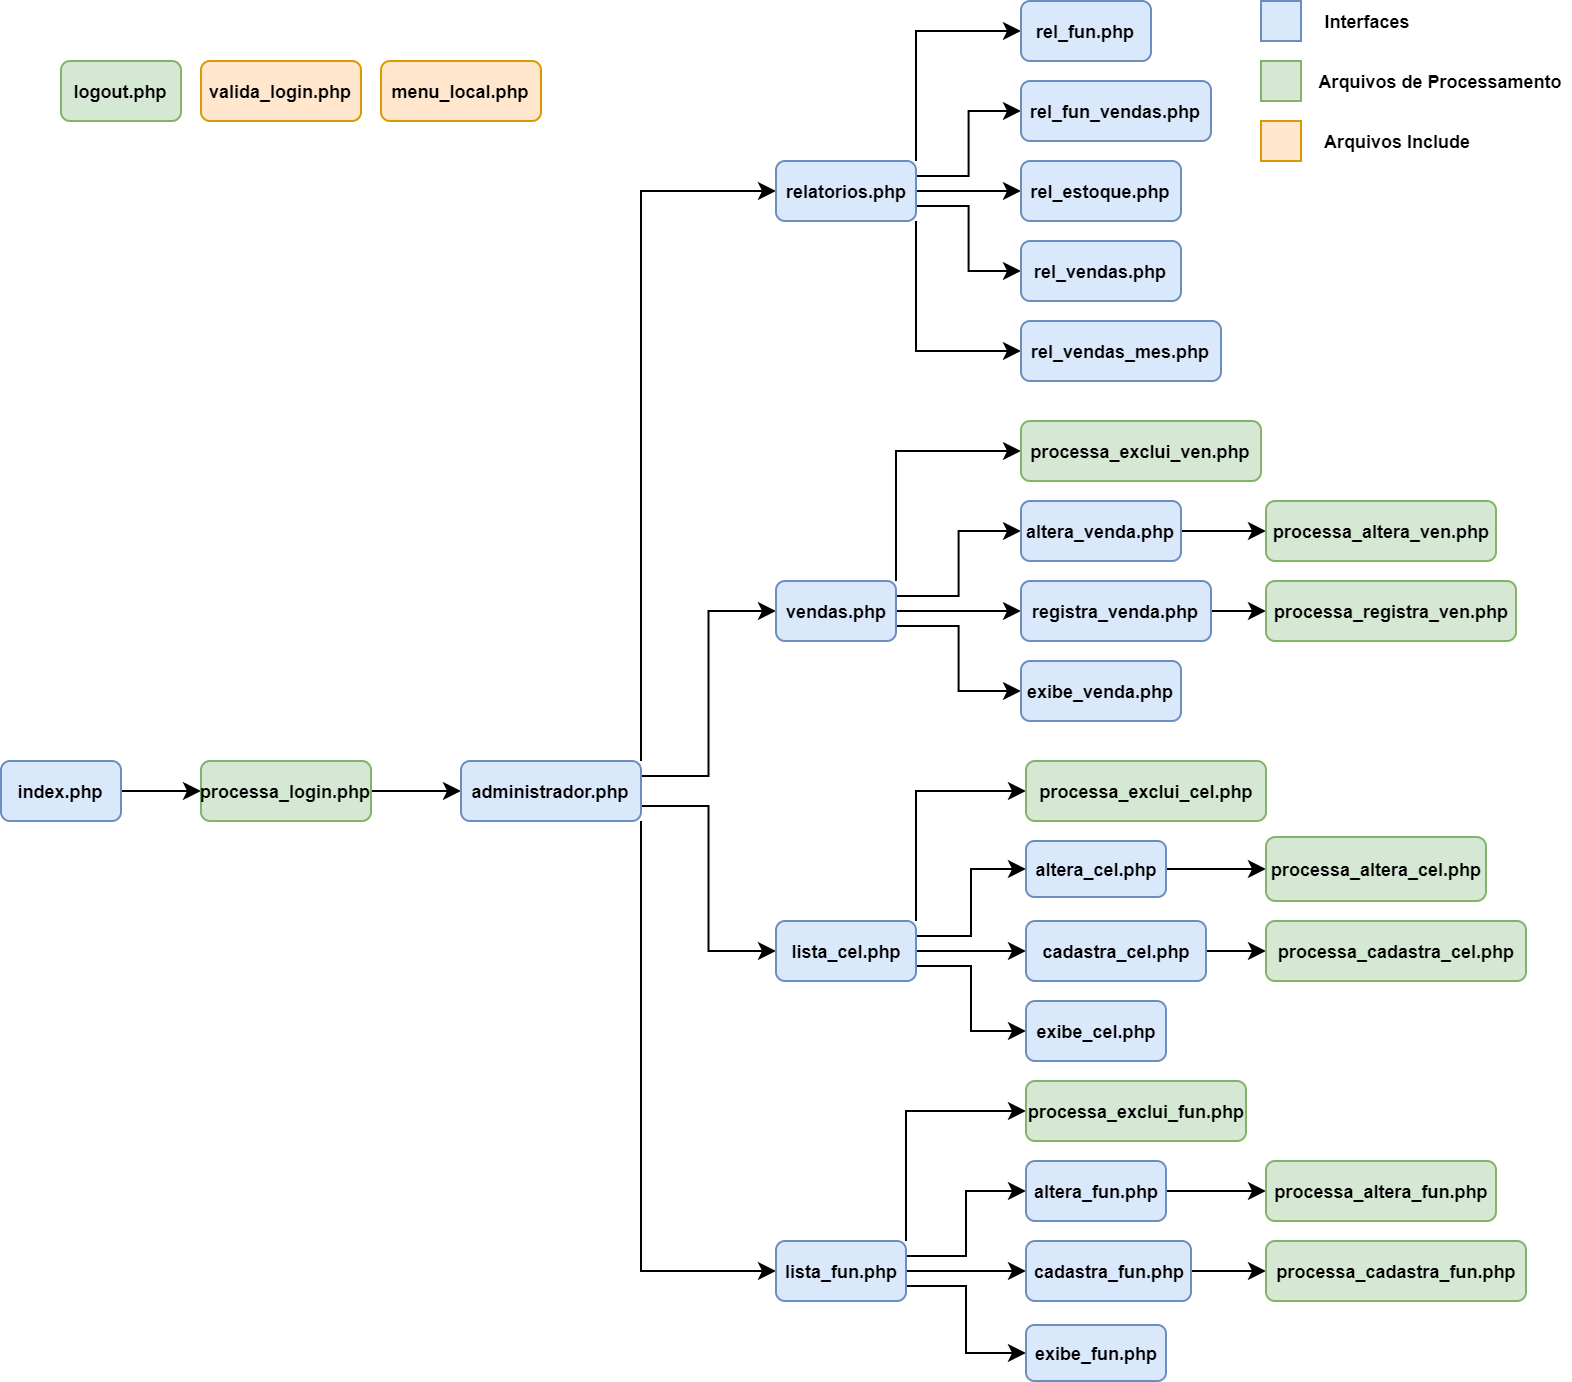 rel_fun.php
Interfaces
logout.php
valida_login.php
menu_local.php
Arquivos de Processamento
rel_fun_vendas.php
Arquivos Include
relatorios.php
rel_estoque.php
rel_vendas.php
rel_vendas_mes.php
processa_exclui_ven.php
altera_venda.php
processa_altera_ven.php
vendas.php
registra_venda.php
processa_registra_ven.php
exibe_venda.php
index.php
processa_login.php
administrador.php
processa_exclui_cel.php
altera_cel.php
processa_altera_cel.php
lista_cel.php
cadastra_cel.php
processa_cadastra_cel.php
exibe_cel.php
processa_exclui_fun.php
altera_fun.php
processa_altera_fun.php
lista_fun.php
cadastra_fun.php
processa_cadastra_fun.php
exibe_fun.php